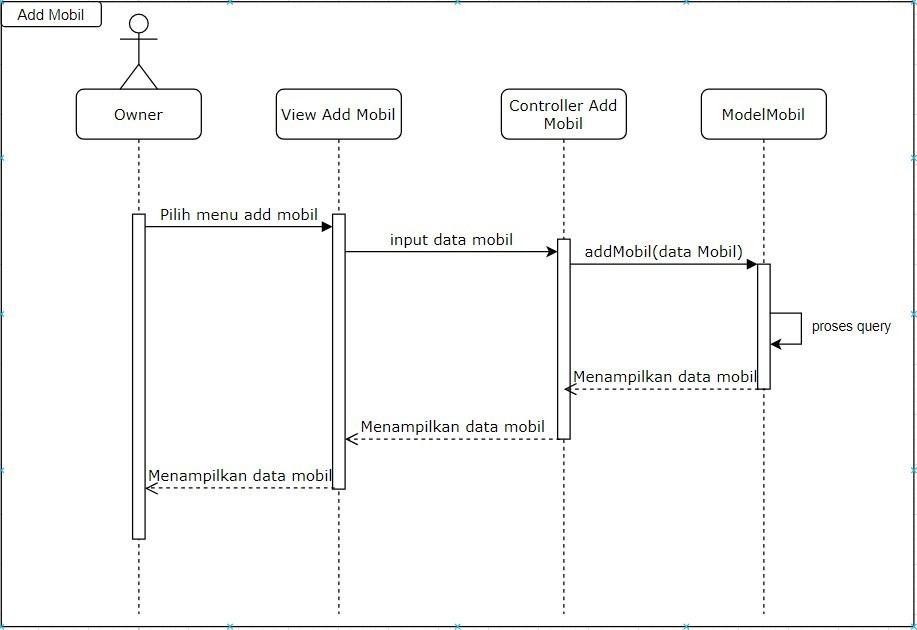 Add Mobil
Owner
View Add Mobil
Controller Add
Mobil
ModelMobil
Pilih menu add mobil
input data mobil
addMobil(data Mobil)
proses query
Menampilkan data mobil
Menampilkan data mobil
Menampilkan data mobil